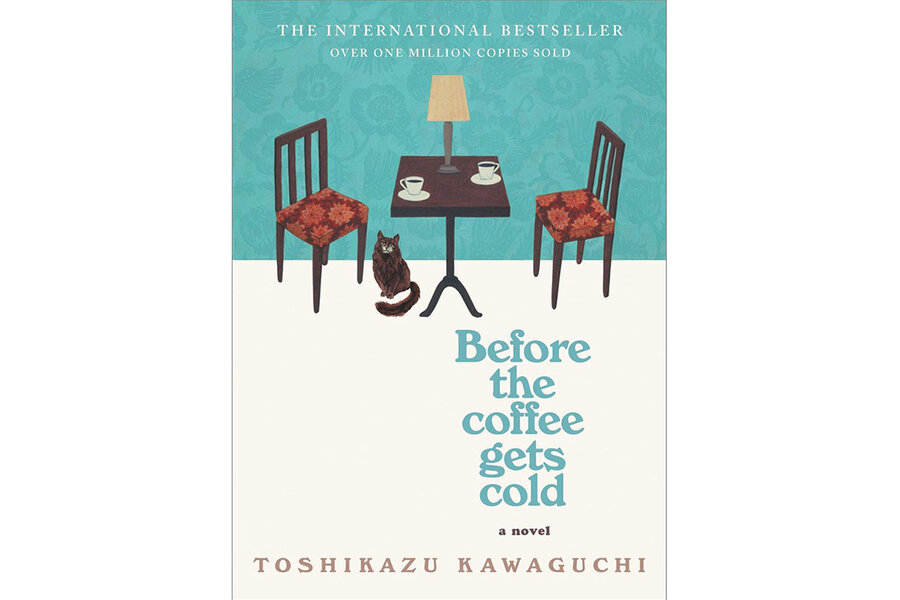 THE INTERNATIONAL BESTSELLER
OVER ONE MILLION COPIES SOLD
Before
the
coffee
gets
cold
a novel
TOSHIKAZU KAWAGUCHI